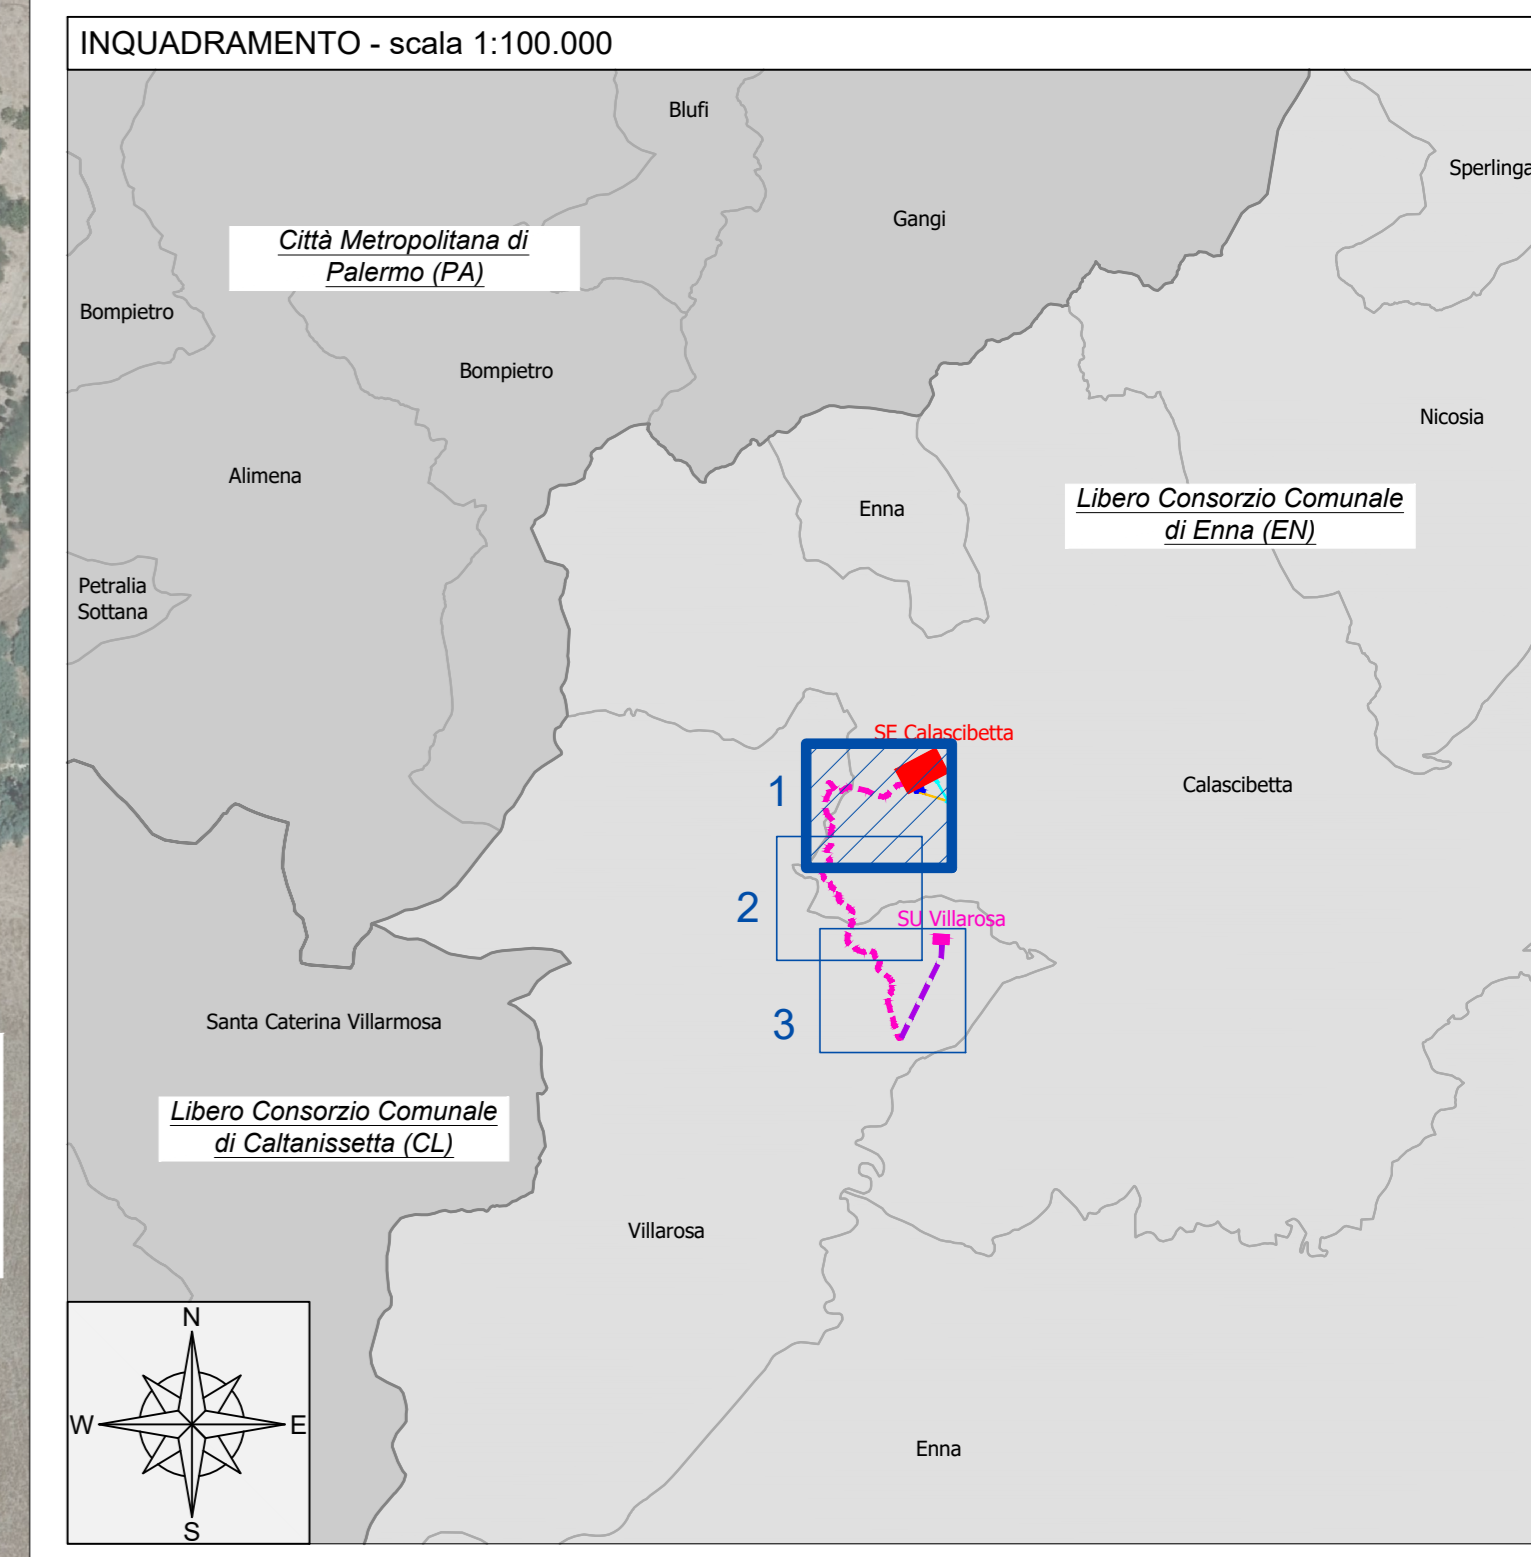 INQUADRAMENTO - scala 1:100.000
Blufi
Sperlinga
Gangi
Città Metropolitana di
Palermo (PA)
Bompietro
Bompietro
Nicosia
Alimena
Enna
Libero Consorzio Comunale
di Enna (EN)
Petralia
Sottana
SE Calascibetta
1
Calascibetta
2
SU Villarosa
3
Santa Caterina Villarmosa
Libero Consorzio Comunale
di Caltanissetta (CL)
Villarosa
N
W
E
S
Enna